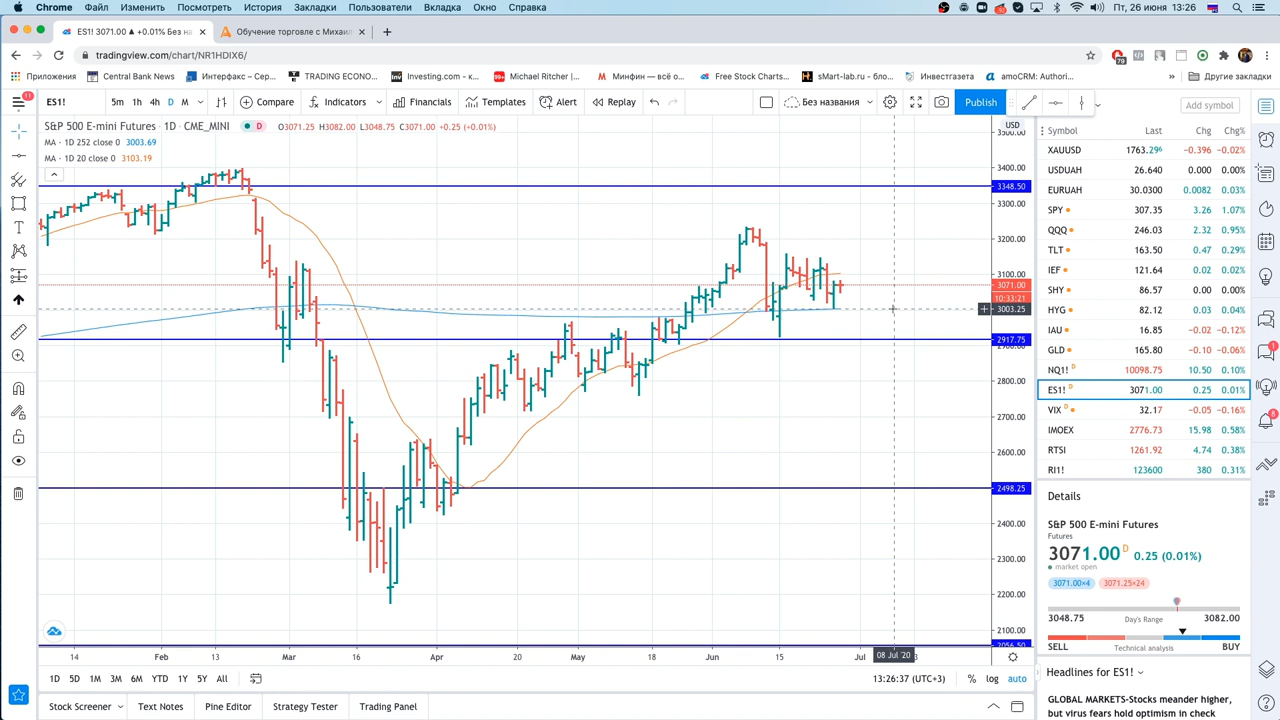 Chrome Файл Изменить Посмотреть История Закладки Пользователи Вкладка Окно Справка Пт, 26 июня 13:26
ES1! 3071.00 ▲ +0.01% Без на
Обучение торговле с Михаил
tradingview.com/chart/NR1HDIX6/
79
Приложения Central Bank News Интерфакс – Сер... TRADING ECONO... Investing.com - к... Michael Ritcher |... Минфин — всё о... Free Stock Charts... sMart-lab.ru - бло... Инвестгазета amoCRM: Authori... » Другие закладки
11
ES1! 5m 1h 4h D M Compare Indicators Financials Templates Alert Replay Без названия Publish Add symbol
S&P 500 E-mini Futures · 1D · CME_MINI D O3071.25 H3082.00 L3048.75 C3071.00 +0.25 (+0.01%)
MA · 1D 252 close 0 3003.69
MA · 1D 20 close 0 3103.19
USD
3500.00
3400.00
3348.50
3300.00
3200.00
3100.00
3071.00
10:33:21
3003.25
2917.75
2900.00
2800.00
2700.00
2600.00
2498.25
2400.00
2300.00
2200.00
2100.00
2056.50
14 Feb 13 Mar 16 Apr 20 May 18 Jun 15 Jul 08 Jul '20
1D 5D 1M 3M 6M YTD 1Y 5Y All 13:26:37 (UTC+3) % log auto
Stock Screener Text Notes Pine Editor Strategy Tester Trading Panel
Symbol Last Chg Chg%
XAUUSD 1763.296 -0.396 -0.02%
USDUAH 26.640 0.000 0.00%
EURUAH 30.0300 0.0082 0.03%
SPY 307.35 3.26 1.07%
QQQ 246.03 2.32 0.95%
TLT 163.50 0.47 0.29%
IEF 121.64 0.02 0.02%
SHY 86.57 0.00 0.00%
HYG 82.12 0.03 0.04%
IAU 16.85 -0.02 -0.12%
GLD 165.80 -0.10 -0.06%
NQ1! D 10098.75 10.50 0.10%
ES1! D 3071.00 0.25 0.01%
VIX D 32.17 -0.05 -0.16%
IMOEX 2776.73 15.98 0.58%
RTSI 1261.92 4.74 0.38%
RI1! 123600 380 0.31%
Details
S&P 500 E-mini Futures
Futures
3071.00 D 0.25 (0.01%)
market open
3071.00×4 3071.25×24
3048.75 Day's Range 3082.00
SELL Technical analysis BUY
Headlines for ES1!
GLOBAL MARKETS-Stocks meander higher,
but virus fears hold optimism in check
1
8